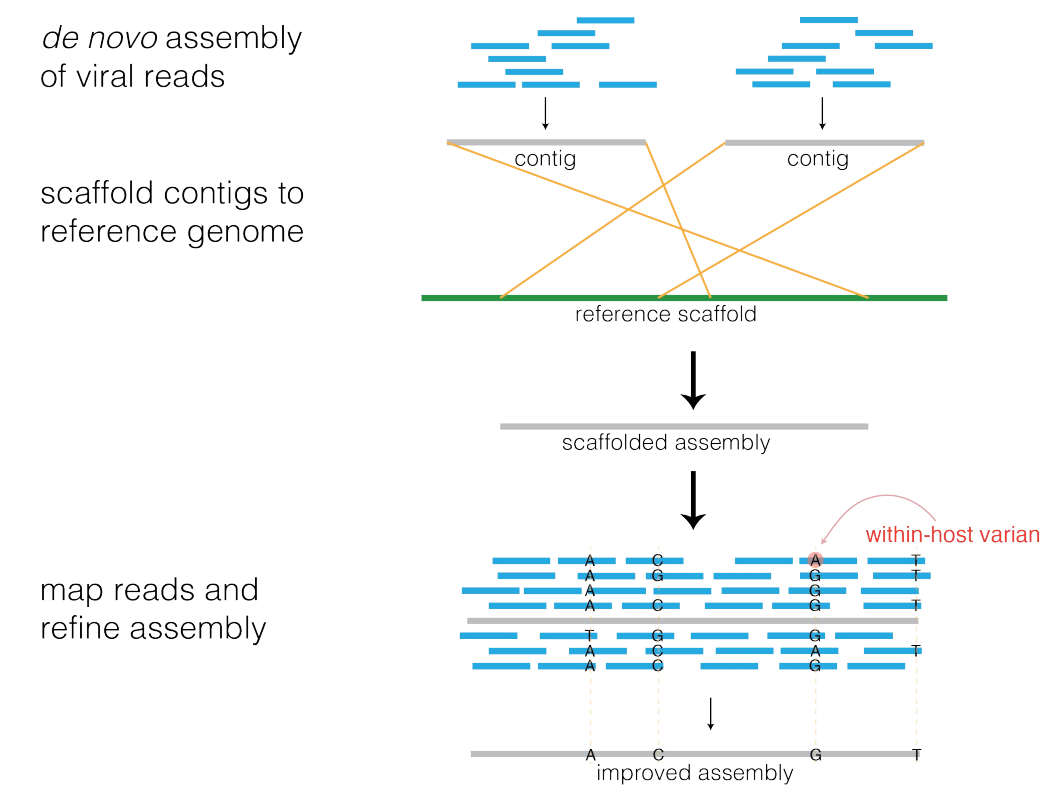 de novo assembly
of viral reads
contig
contig
scaffold contigs to
reference genome
reference scaffold
scaffolded assembly
within-host varian
map reads and
refine assembly
A C A T
A G G T
A G
A C G T
T G G
A C A T
A C G
A C G T
improved assembly